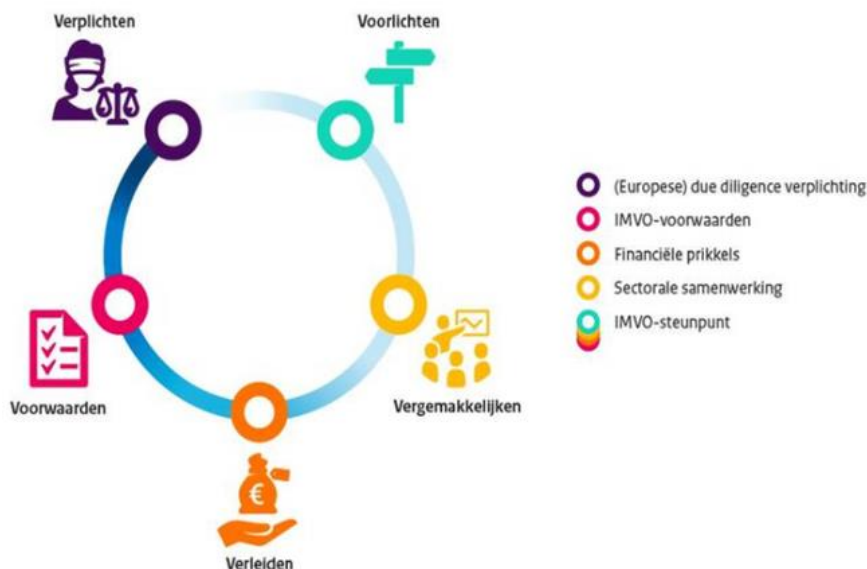 Verplichten
Voorlichten
(Europese) due diligence verplichting
IMVO-voorwaarden
Financiële prikkels
Sectorale samenwerking
IMVO-steunpunt
Voorwaarden
Vergemakkelijken
€
Verleiden